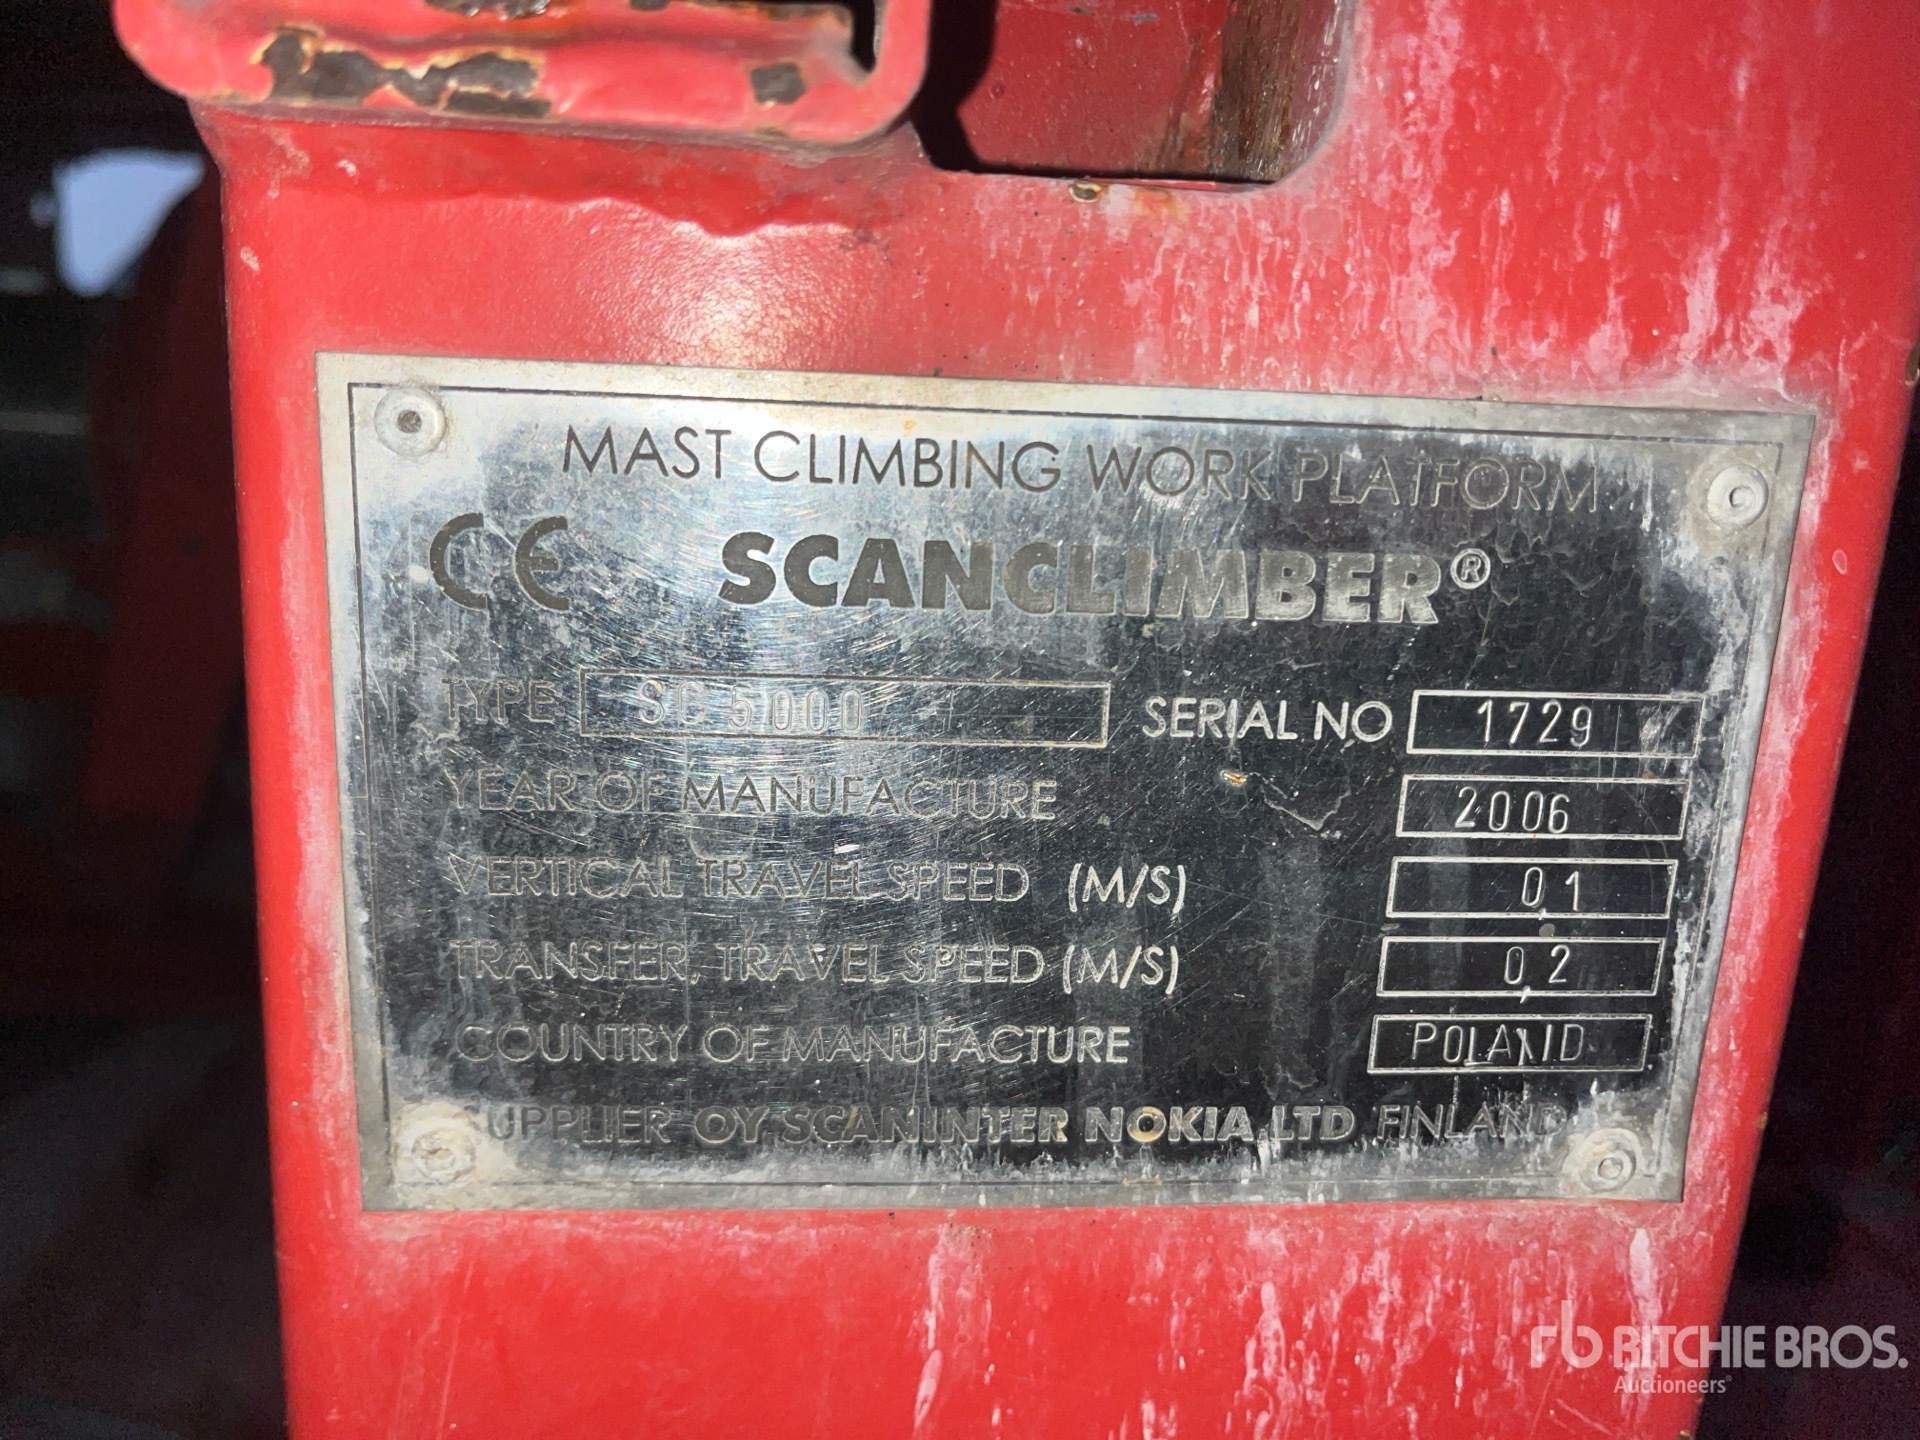 MAST CLIMBING WORK PLATFORM
CE SCANCLIMBER®
TYPE SC 5000 SERIAL NO 1729
YEAR OF MANUFACTURE 2006
VERTICAL TRAVEL SPEED (M/S) 0,1
TRANSFER, TRAVEL SPEED (M/S) 0,2
COUNTRY OF MANUFACTURE POLAND
SUPPLIER OY SCANINTER NOKIA LTD FINLAND
rb RITCHIE BROS.
Auctioneers